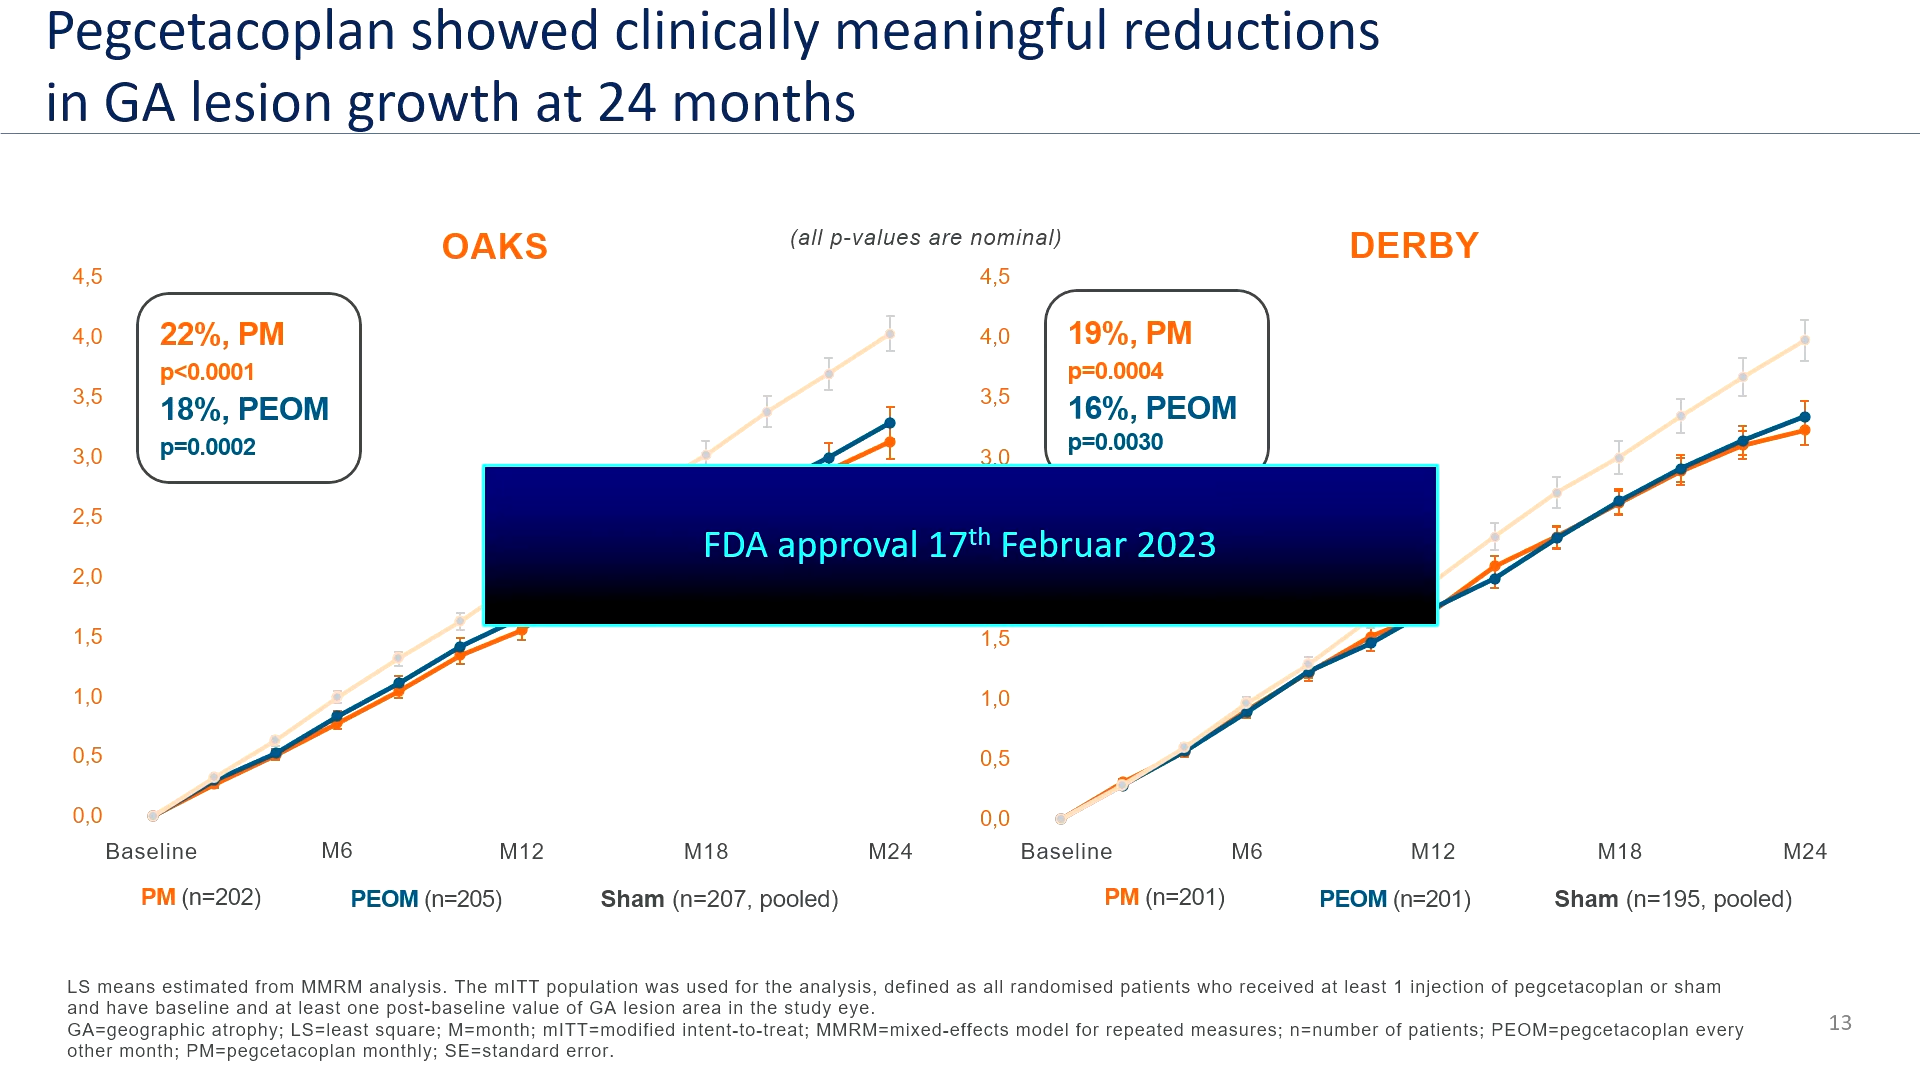 Pegcetacoplan showed clinically meaningful reductions
in GA lesion growth at 24 months
(all p-values are nominal)
OAKS
4,5
4,0
3,5
3,0
2,5
2,0
1,5
1,0
0,5
0,0
22%, PM
p<0.0001
18%, PEOM
p=0.0002
Baseline M6 M12 M18 M24
PM (n=202) PEOM (n=205) Sham (n=207, pooled)
DERBY
4,5
4,0
3,5
3,0
1,5
1,0
0,5
0,0
19%, PM
p=0.0004
16%, PEOM
p=0.0030
Baseline M6 M12 M18 M24
PM (n=201) PEOM (n=201) Sham (n=195, pooled)
FDA approval 17th Februar 2023
LS means estimated from MMRM analysis. The mITT population was used for the analysis, defined as all randomised patients who received at least 1 injection of pegcetacoplan or sham
and have baseline and at least one post-baseline value of GA lesion area in the study eye.
GA=geographic atrophy; LS=least square; M=month; mITT=modified intent-to-treat; MMRM=mixed-effects model for repeated measures; n=number of patients; PEOM=pegcetacoplan every
other month; PM=pegcetacoplan monthly; SE=standard error.
13